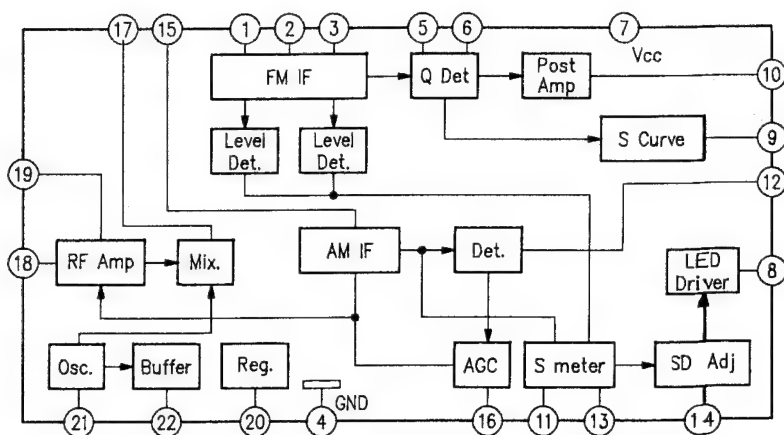 17 15 1 2 3 5 6 7
Vcc
FM IF Q Det Post
Amp
10
Level
Det.
Level
Det.
S Curve 9
19 12
18 RF Amp Mix. AM IF Det. LED
Driver
8
Osc. Buffer Reg. AGC S meter SD Adj
GND
21 22 20 4 16 11 13 14